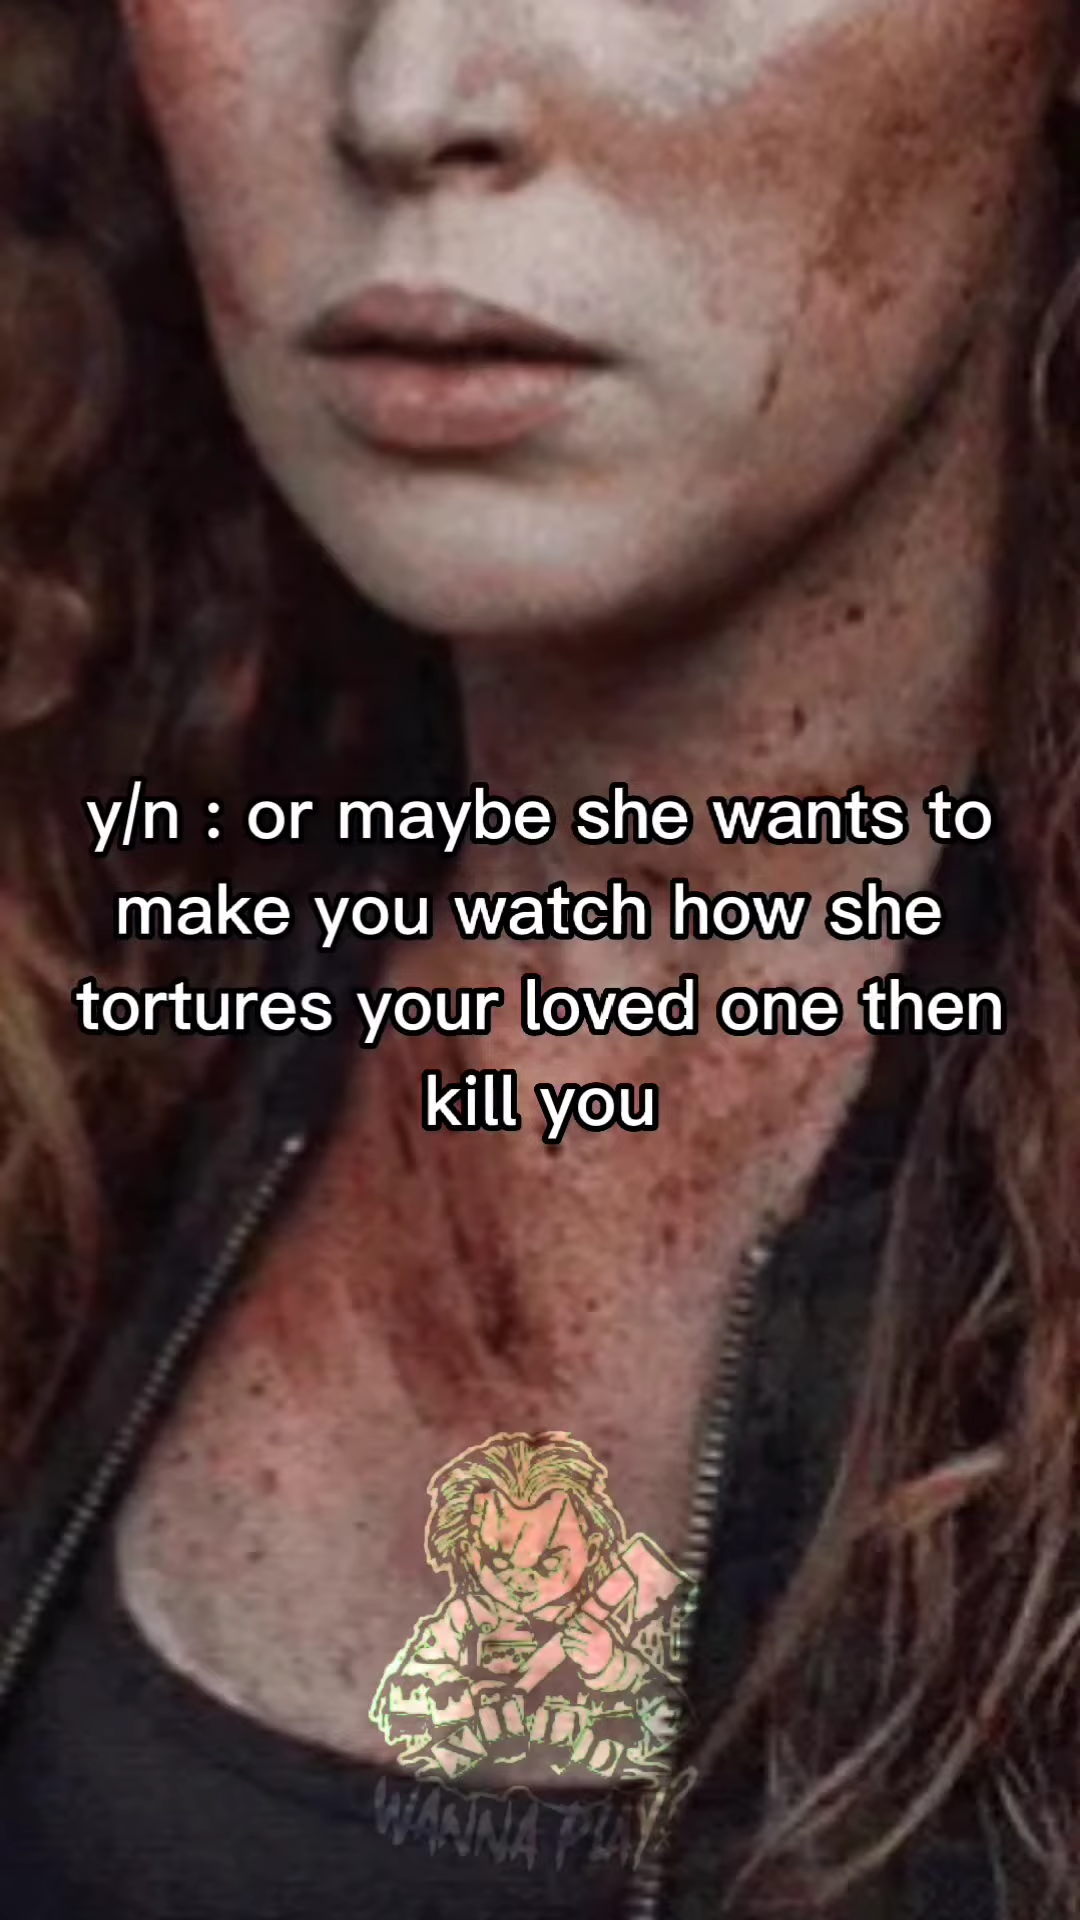 y/n : or maybe she wants to
make you watch how she
tortures your loved one then
kill you
WANNA PLAY?